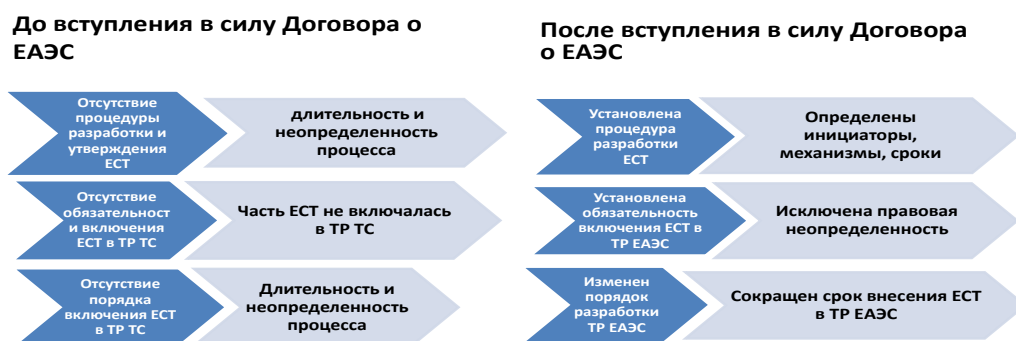 До вступления в силу Договора о
ЕАЭС
Отсутствие
процедуры
разработки и
утверждения
ЕСТ
длительность и
неопределенность
процесса
Отсутствие
обязательност
и включения
ЕСТ в ТР ТС
Часть ЕСТ не включалась
в ТР ТС
Отсутствие
порядка
включения ЕСТ
в ТР ТС
Длительность и
неопределенность
процесса
После вступления в силу Договора
о ЕАЭС
Установлена
процедура
разработки
ЕСТ
Определены
инициаторы,
механизмы, сроки
Установлена
обязательность
включения ЕСТ в
ТР ЕАЭС
Исключена правовая
неопределенность
Изменен
порядок
разработки
ТР ЕАЭС
Сокращен срок внесения ЕСТ
в ТР ЕАЭС